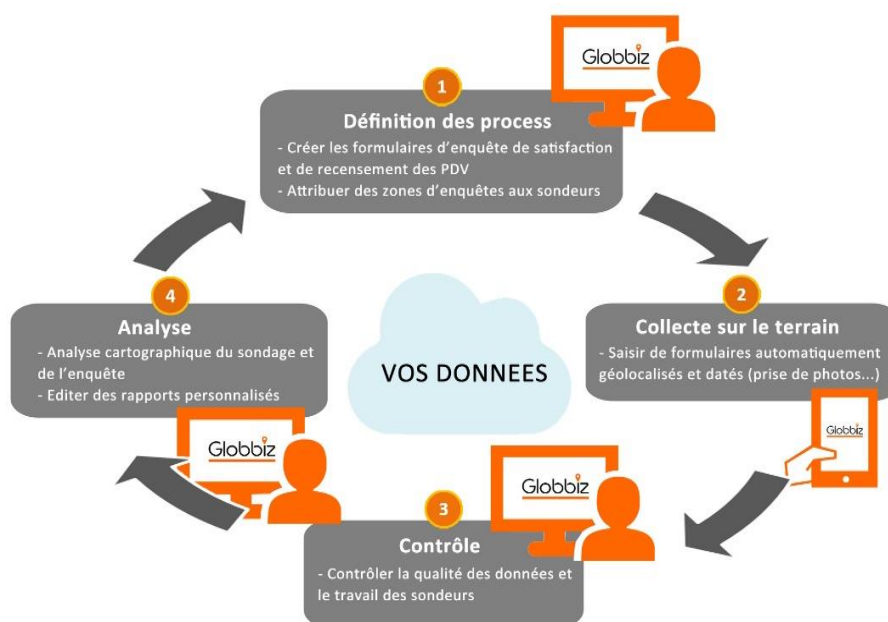 Globbiz
1
Définition des process
- Créer les formulaires d'enquête de satisfaction
et de recensement des PDV
- Attribuer des zones d'enquêtes aux sondeurs
2
Collecte sur le terrain
- Saisir de formulaires automatiquement
géolocalisés et datés (prise de photos...)
Globbiz
3
Contrôle
- Contrôler la qualité des données et
le travail des sondeurs
Globbiz
4
Analyse
- Analyse cartographique du sondage et
de l'enquête
- Editer des rapports personnalisés
Globbiz
VOS DONNEES